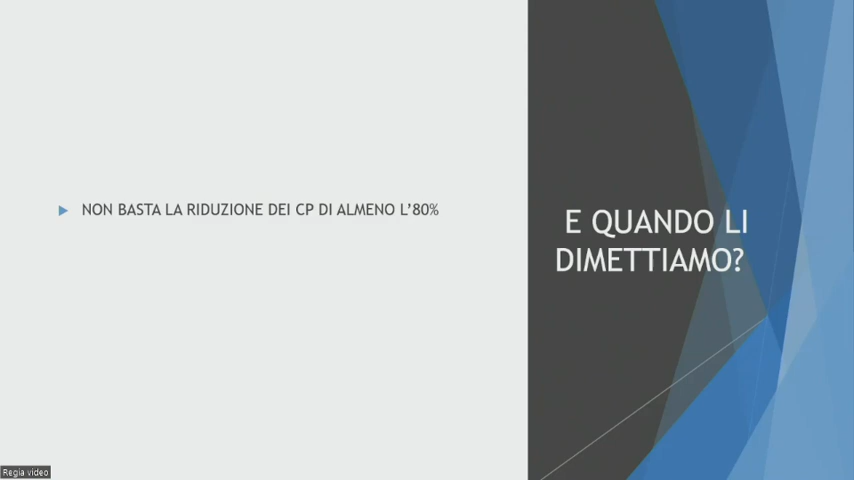 NON BASTA LA RIDUZIONE DEI CP DI ALMENO L'80%
E QUANDO LI
DIMETTIAMO?
Regia video